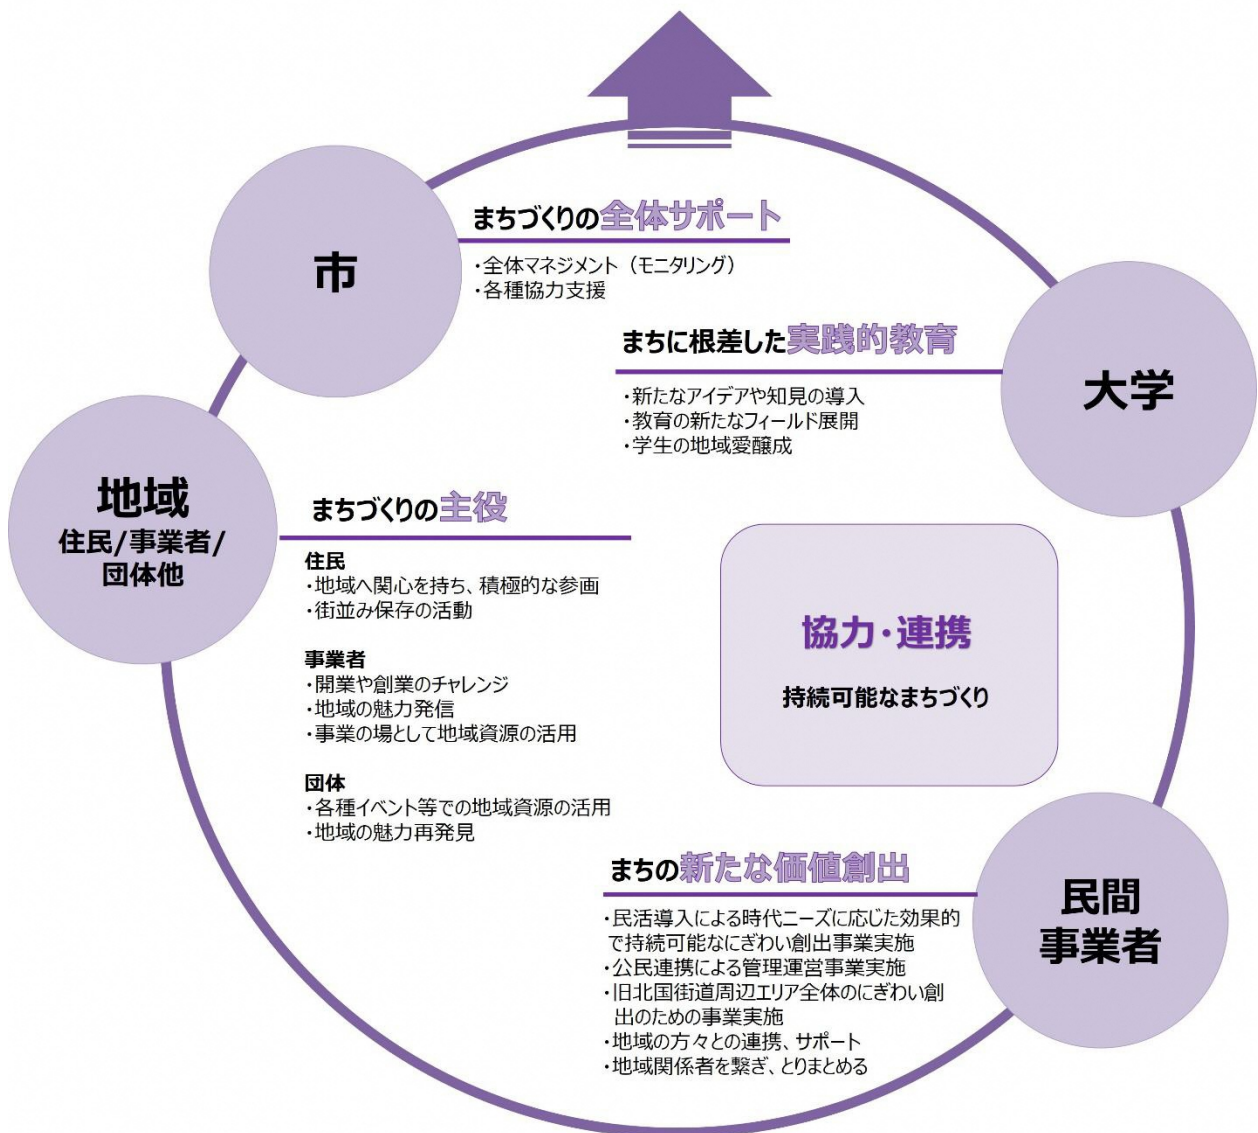 市
まちづくりの全体サポート
・全体マネジメント（モニタリング）
・各種協力支援
まちに根差した実践的教育
・新たなアイデアや知見の導入
・教育の新たなフィールド展開
・学生の地域愛醸成
大学
地域
住民/事業者/
団体他
まちづくりの主役
住民
・地域へ関心を持ち、積極的な参画
・街並み保存の活動
事業者
・開業や創業のチャレンジ
・地域の魅力発信
・事業の場として地域資源の活用
団体
・各種イベント等での地域資源の活用
・地域の魅力再発見
協力・連携
持続可能なまちづくり
まちの新たな価値創出
・民活導入による時代ニーズに応じた効果的
で持続可能なにぎわい創出事業実施
・公民連携による管理運営事業実施
・旧北国街道周辺エリア全体のにぎわい創
出のための事業実施
・地域の方々との連携、サポート
・地域関係者を繋ぎ、とりまとめる
民間
事業者